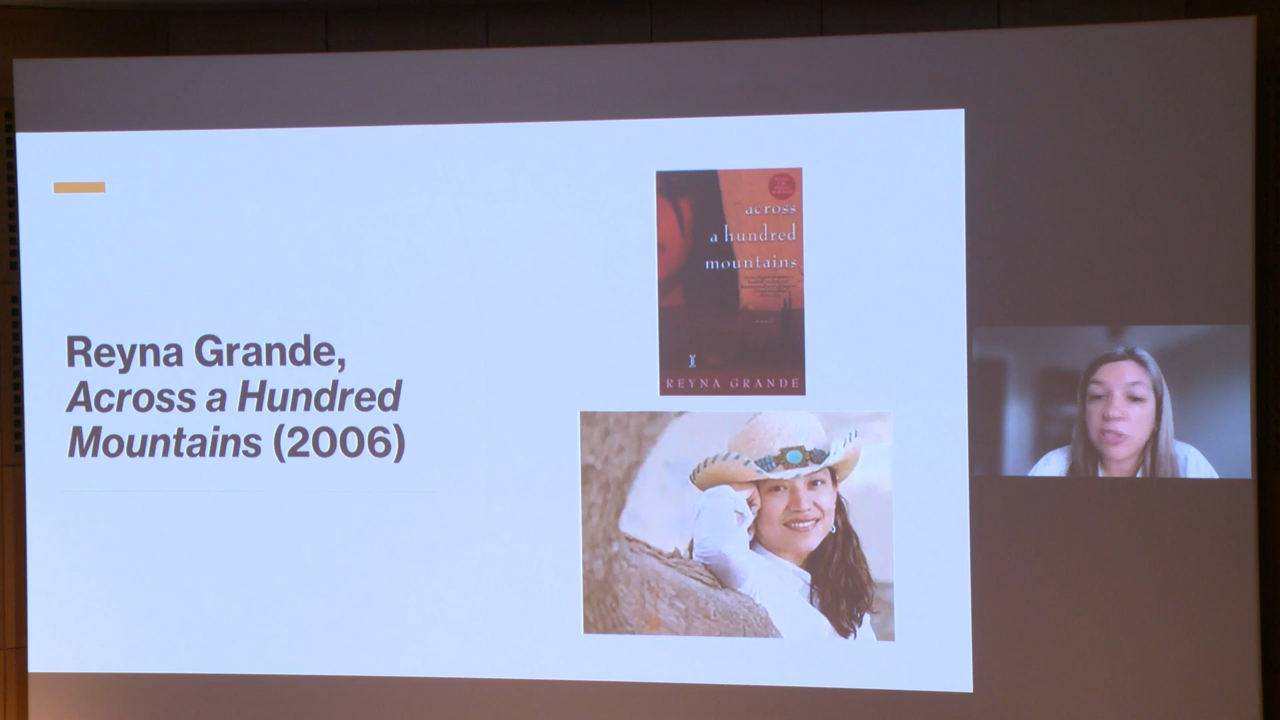 Reyna Grande,
Across a Hundred
Mountains (2006)
across
a hundred
mountains
REYNA GRANDE